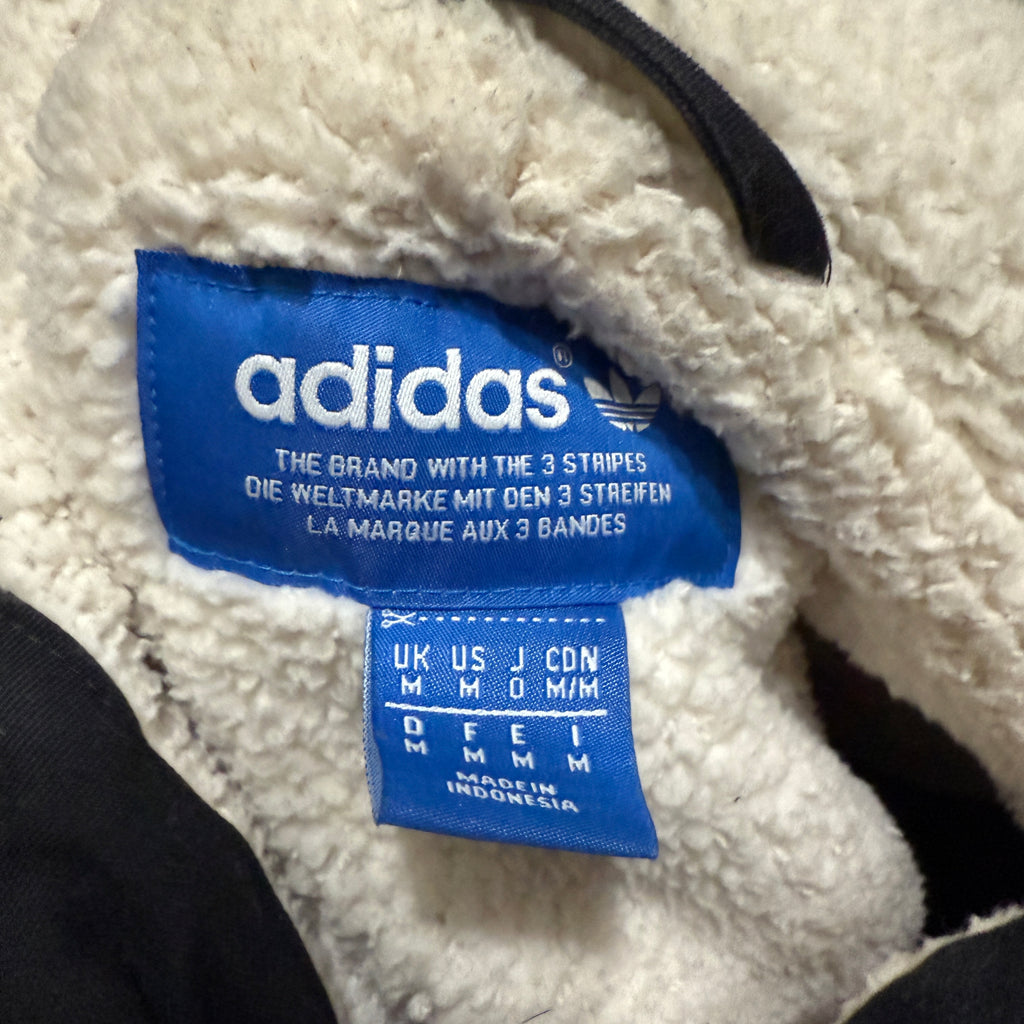 adidas®
THE BRAND WITH THE 3 STRIPES
DIE WELTMARKE MIT DEN 3 STREIFEN
LA MARQUE AUX 3 BANDES
UK US J CDN
M M O M/M
D F E I
M M M M
MADE IN
INDONESIA